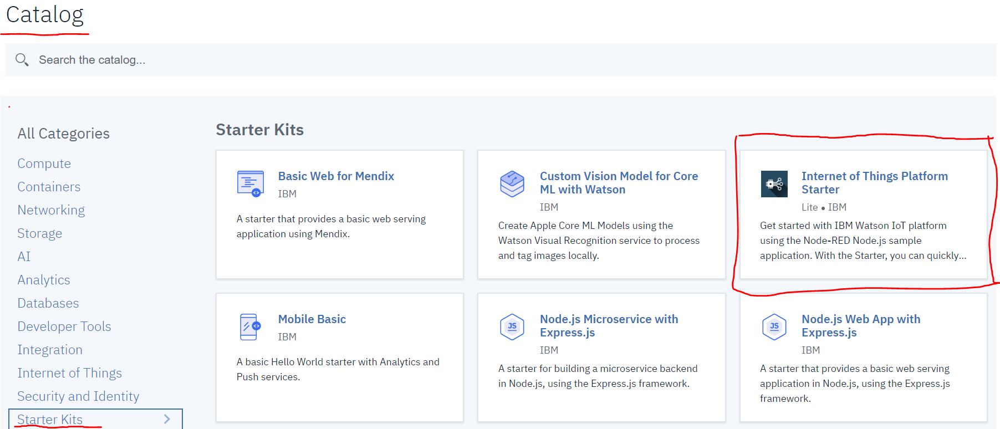 Catalog
Search the catalog...
All Categories
Compute
Containers
Networking
Storage
AI
Analytics
Databases
Developer Tools
Integration
Internet of Things
Security and Identity
Starter Kits
Starter Kits
Basic Web for Mendix
IBM
A starter that provides a basic web serving
application using Mendix.
Custom Vision Model for Core
ML with Watson
IBM
Create Apple Core ML Models using the
Watson Visual Recognition service to process
and tag images locally.
Internet of Things Platform
Starter
Lite • IBM
Get started with IBM Watson IoT platform
using the Node-RED Node.js sample
application. With the Starter, you can quickly...
Mobile Basic
IBM
A basic Hello World starter with Analytics and
Push services.
JS
Node.js Microservice with
Express.js
IBM
A starter for building a microservice backend
in Node.js, using the Express.js framework.
JS
Node.js Web App with
Express.js
IBM
A starter that provides a basic web serving
application in Node.js, using the Express.js
framework.